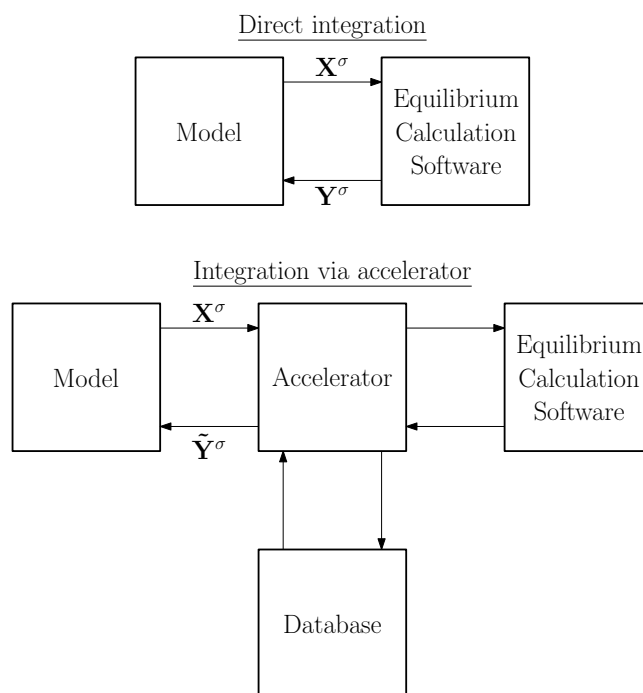 Direct integration
X^σ
Model
Equilibrium
Calculation
Software
Y^σ
Integration via accelerator
X^σ
Model
Accelerator
Equilibrium
Calculation
Software
Ỹ^σ
Database